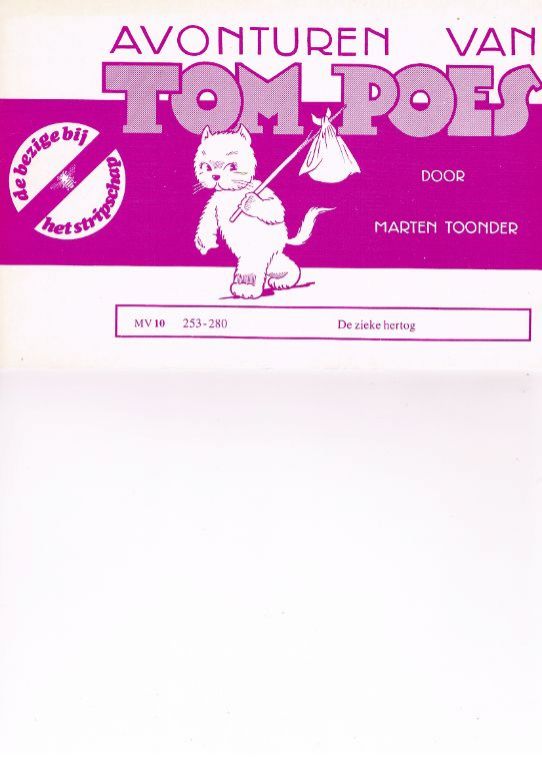 AVONTUREN VAN
TOM POES
de bezige bij
het stripschap
DOOR
MARTEN TOONDER
MV 10 253-280 De zieke hertog